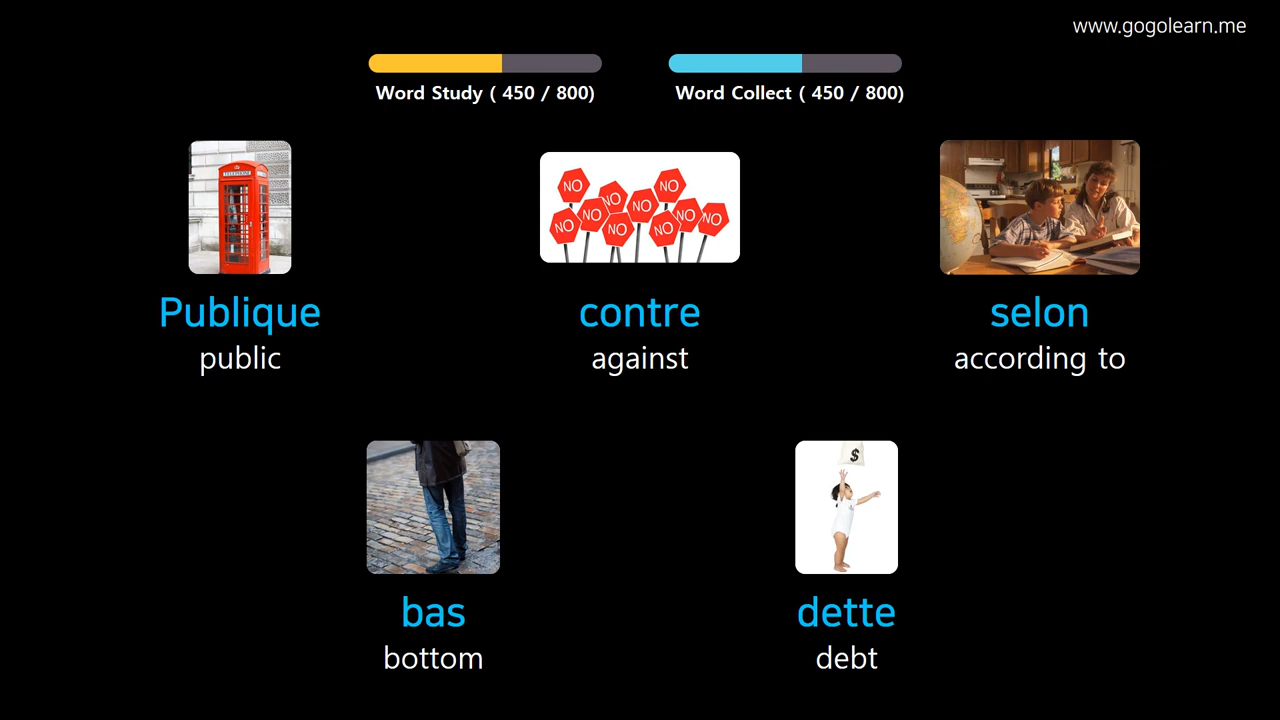 www.gogolearn.me
Word Study ( 450 / 800)
Word Collect ( 450 / 800)
TELEPHONE
NO
NO
NO
NO
NO
NO
NO
NO
NO
NO
Publique
public
contre
against
selon
according to
$
bas
bottom
dette
debt